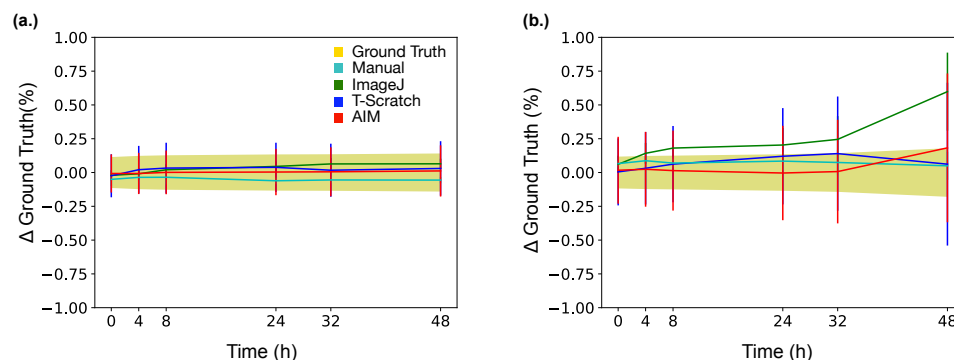 (a.)
1.00
0.75
0.50
0.25
0.00
−0.25
−0.50
−0.75
−1.00
Δ Ground Truth(%)
Ground Truth
Manual
ImageJ
T-Scratch
AIM
0 4 8 24 32 48
Time (h)
(b.)
1.00
0.75
0.50
0.25
0.00
−0.25
−0.50
−0.75
−1.00
Δ Ground Truth (%)
0 4 8 24 32 48
Time (h)